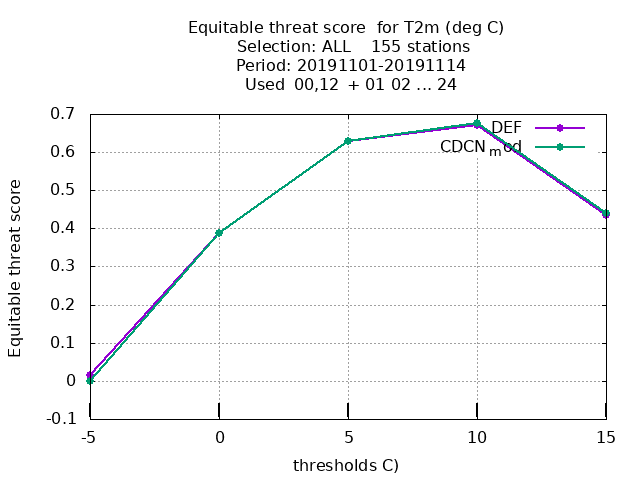 Equitable threat score  for T2m (deg C)
Selection: ALL    155 stations
Period: 20191101-20191114
Used  00,12  + 01 02 ... 24
Equitable threat score
0.7
0.6
0.5
0.4
0.3
0.2
0.1
0
-0.1
DEF
CDCN_mod
-5
0
5
10
15
thresholds C)